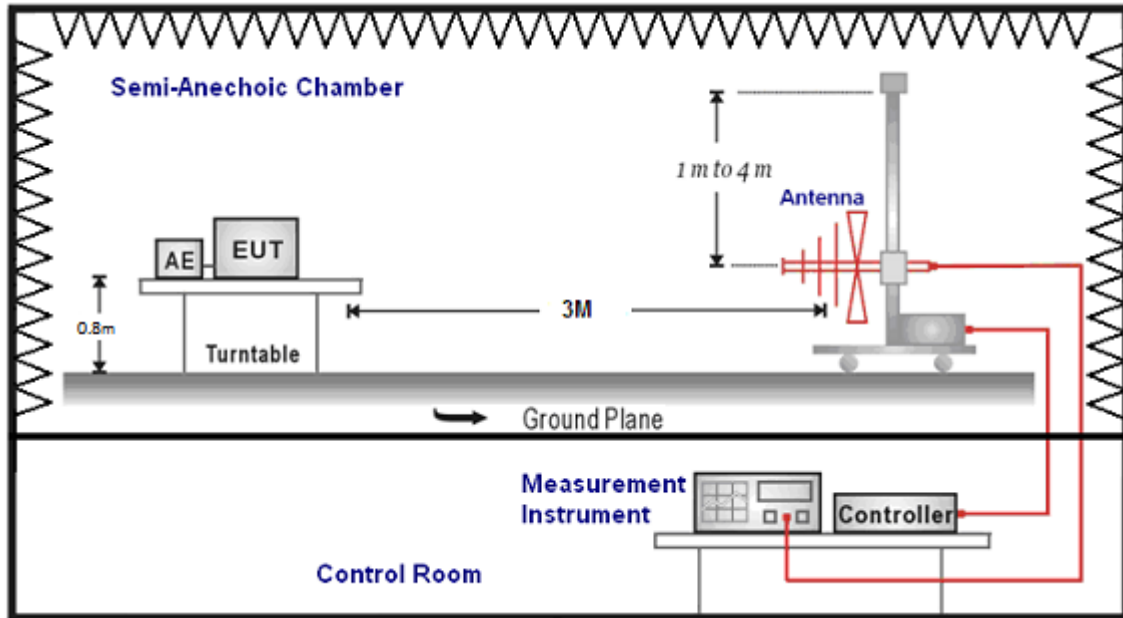 Semi-Anechoic Chamber
1 m to 4 m
Antenna
AE
EUT
0.8m
3M
Turntable
Ground Plane
Measurement
Instrument
Controller
Control Room